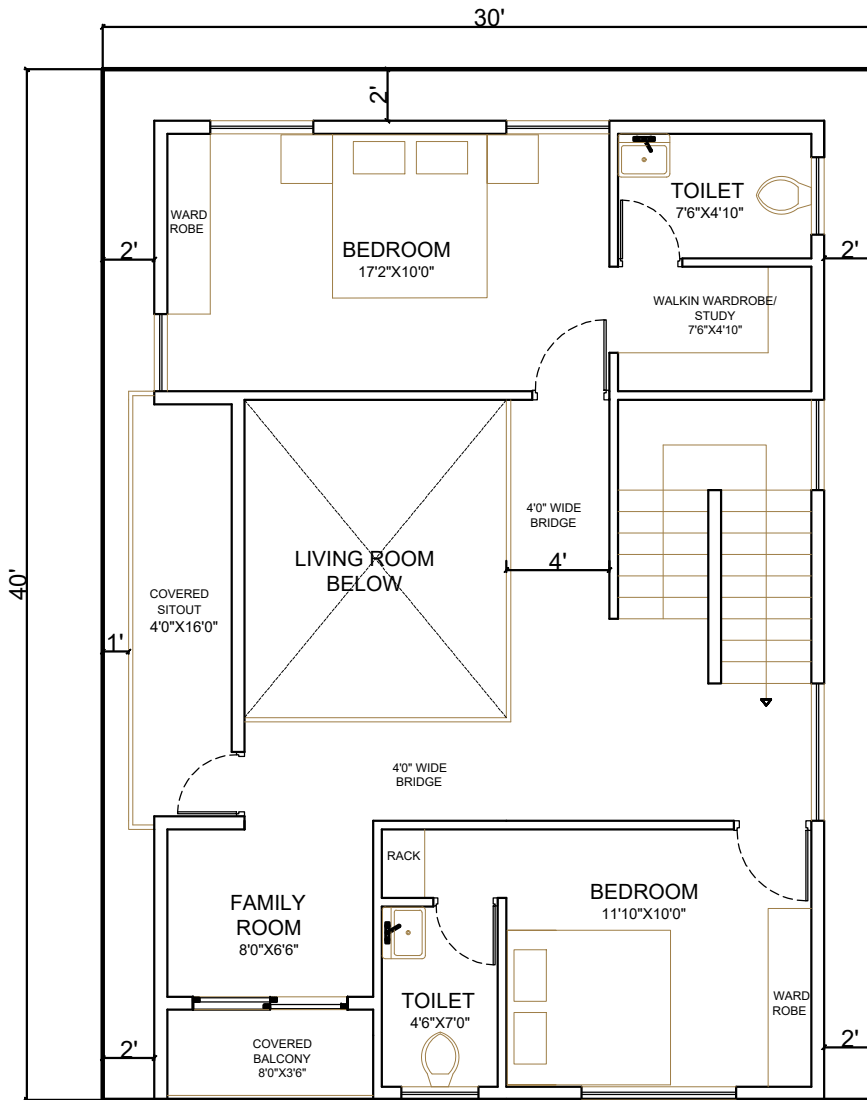 30'
2'
WARD
ROBE
BEDROOM
17'2"X10'0"
TOILET
7'6"X4'10"
2'
2'
WALKIN WARDROBE/
STUDY
7'6"X4'10"
4'0" WIDE
BRIDGE
LIVING ROOM
BELOW
4'
40'
COVERED
SITOUT
4'0"X16'0"
1'
4'0" WIDE
BRIDGE
RACK
FAMILY
ROOM
8'0"X6'6"
BEDROOM
11'10"X10'0"
TOILET
4'6"X7'0"
WARD
ROBE
COVERED
BALCONY
8'0"X3'6"
2'
2'